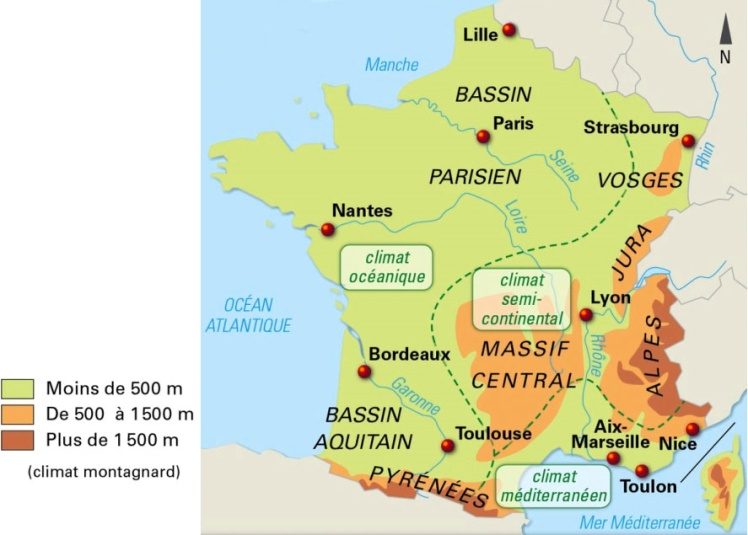 Lille
N
Manche
BASSIN
Paris
Strasbourg
Seine
Rhin
PARISIEN
VOSGES
Nantes
Loire
JURA
climat
océanique
climat
semi-
continental
OCÉAN
ATLANTIQUE
Lyon
Rhône
ALPES
MASSIF
CENTRAL
Bordeaux
Garonne
Moins de 500 m
De 500 à 1500 m
Plus de 1500 m
(climat montagnard)
BASSIN
AQUITAIN
Toulouse
Aix-
Marseille
Nice
PYRÉNÉES
climat
méditerranéen
Toulon
Mer Méditerranée